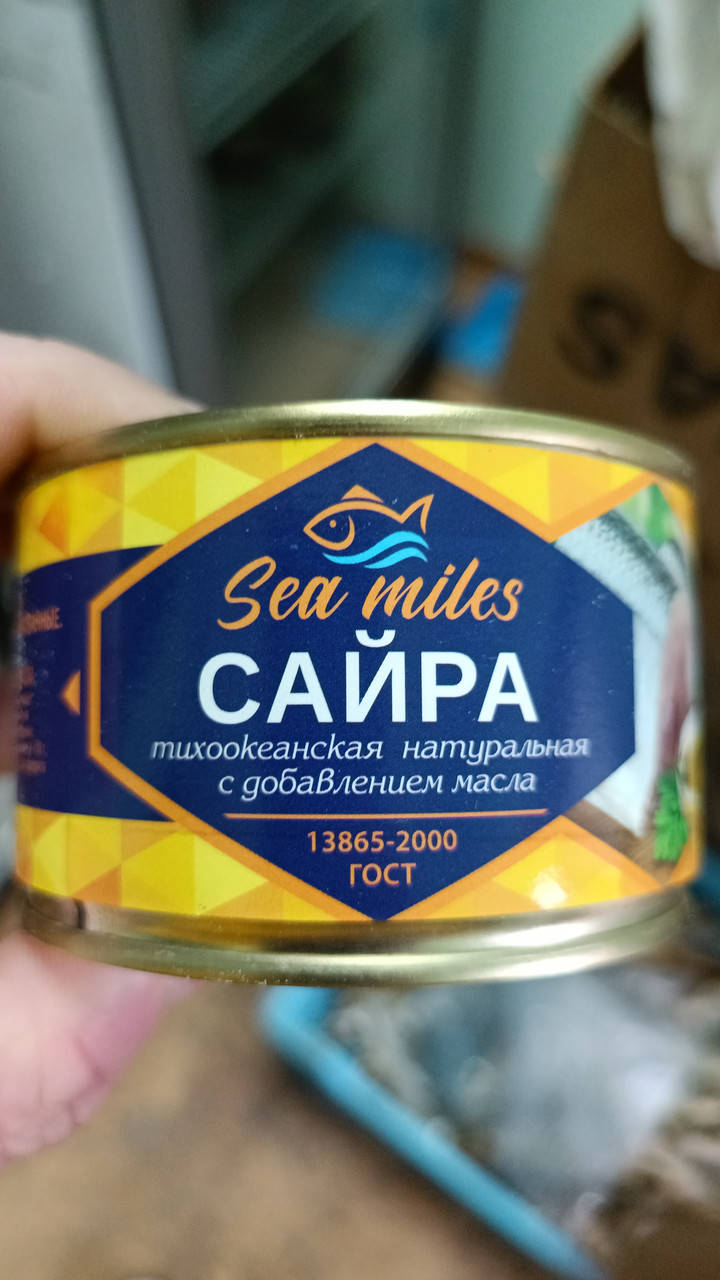 Sea miles
САЙРА
тихоокеанская натуральная
с добавлением масла
13865-2000
ГОСТ